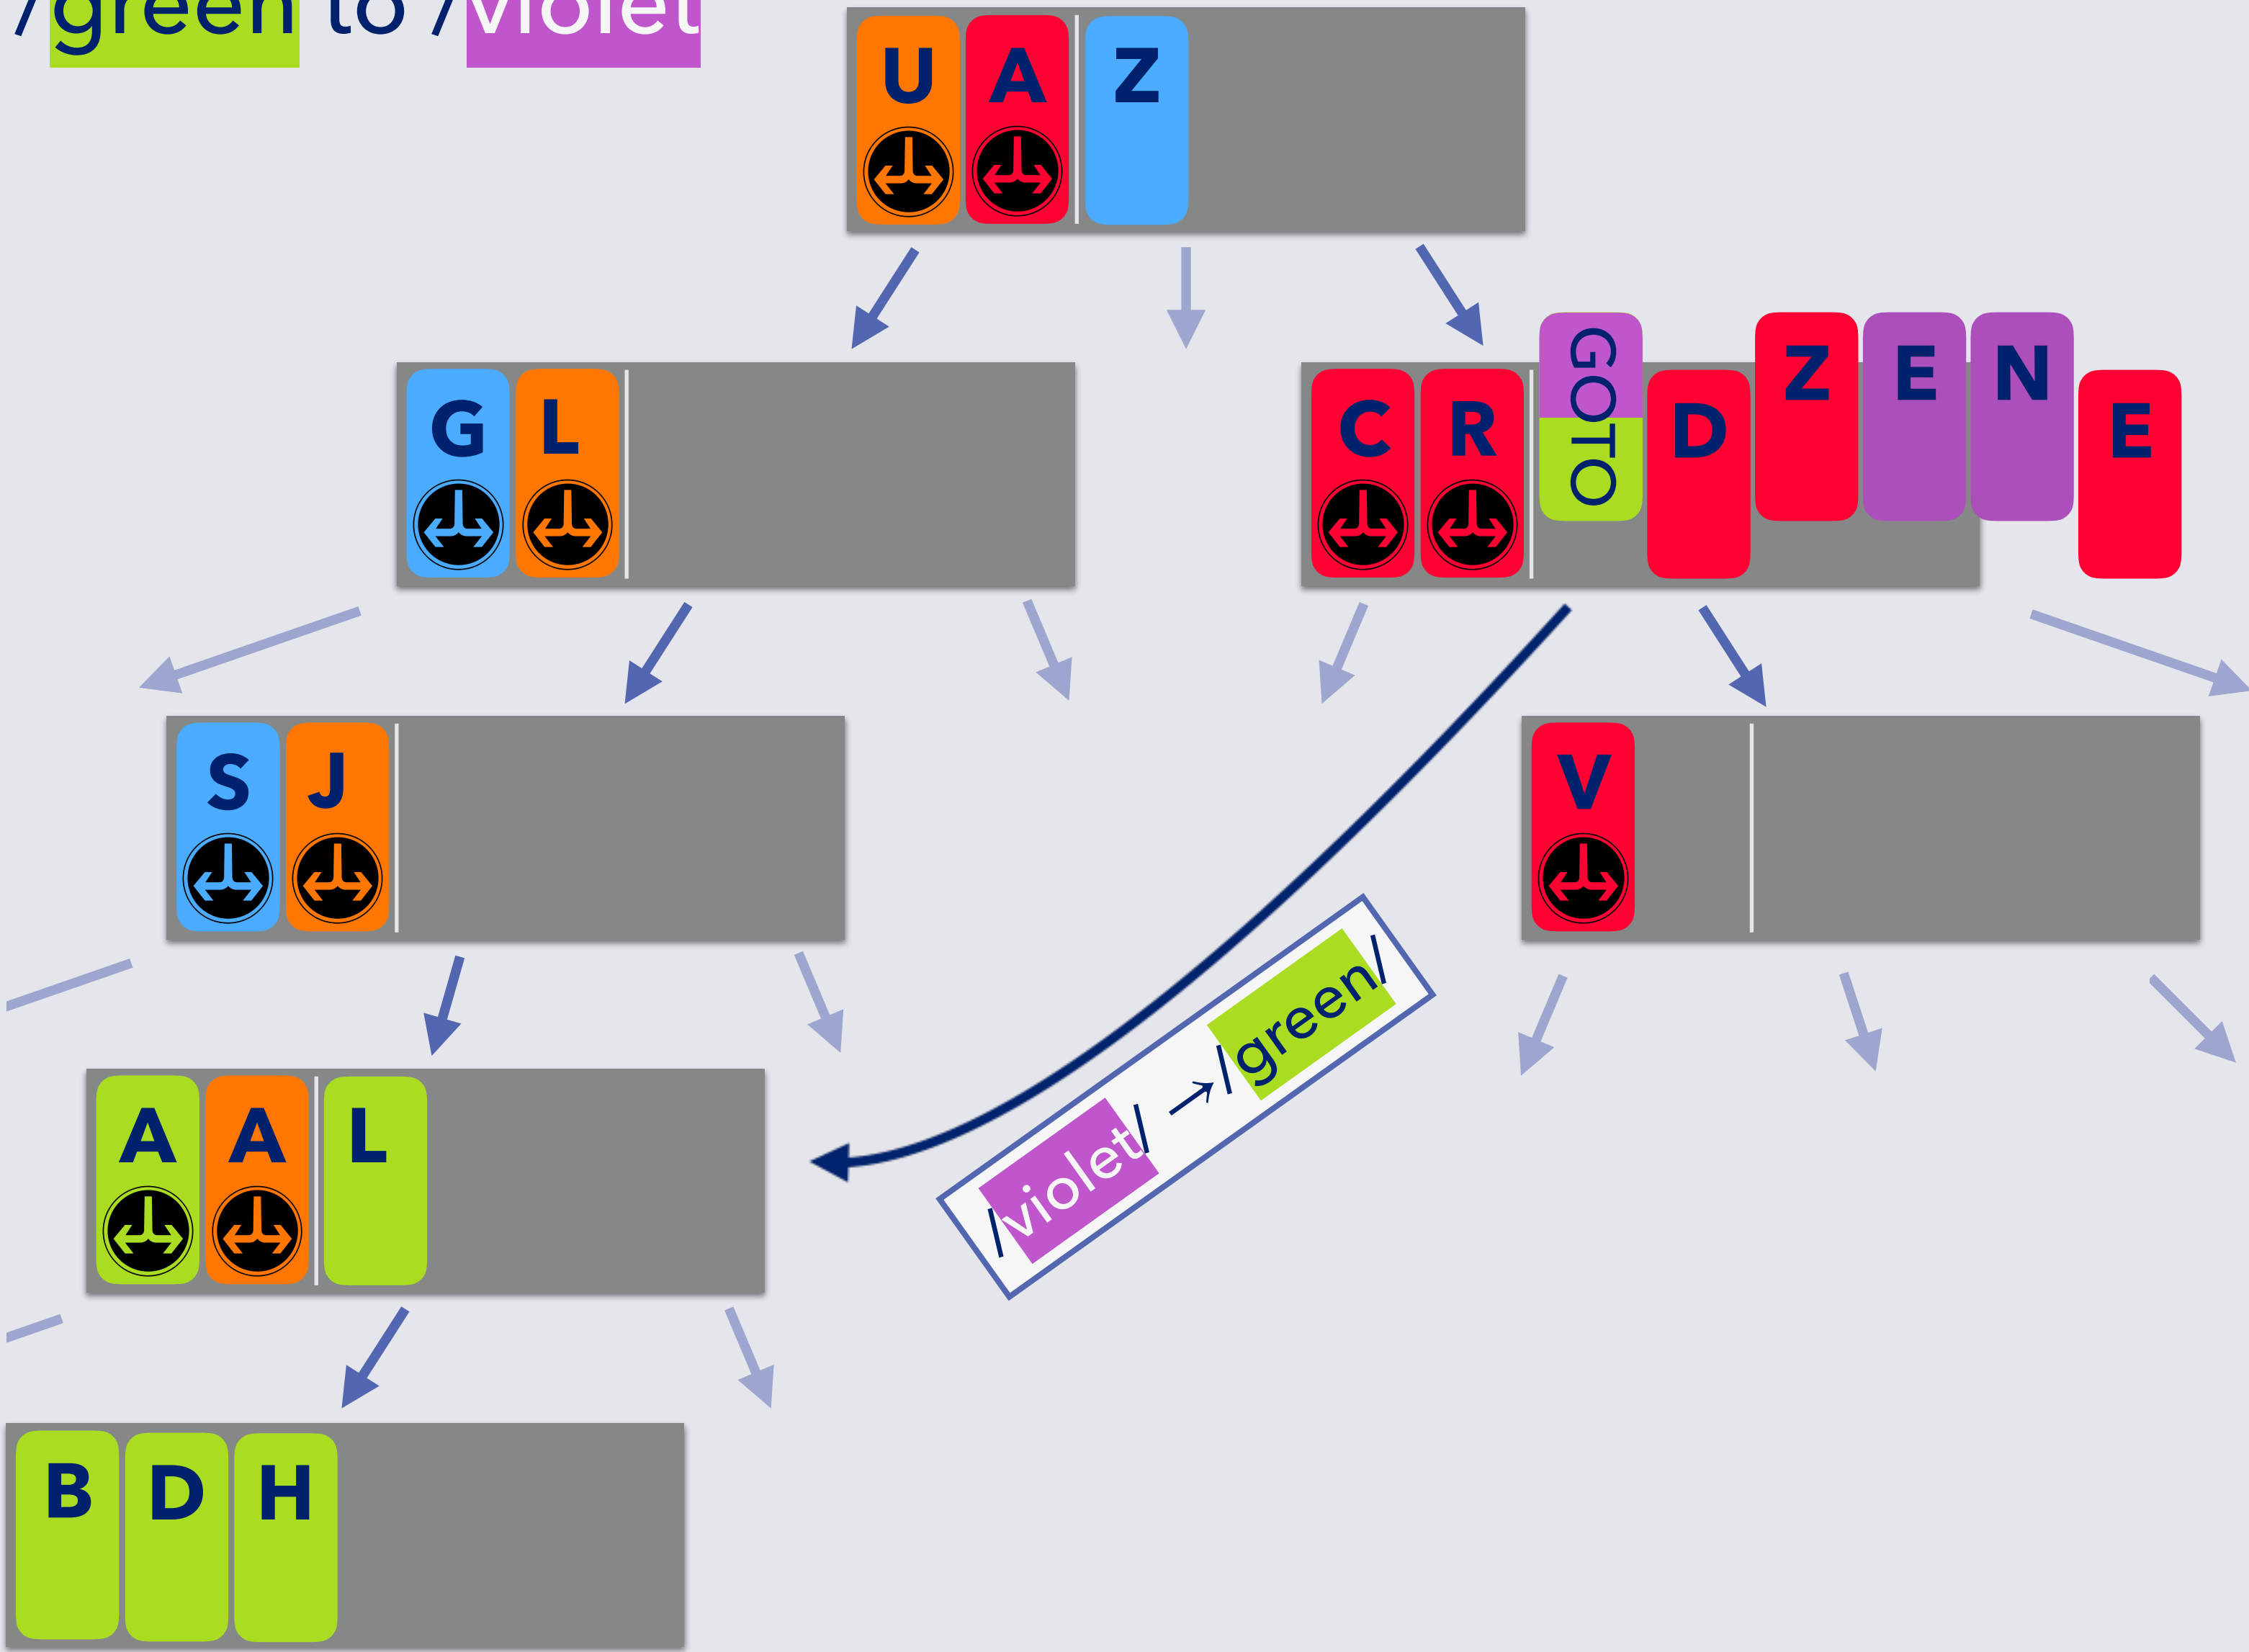 /green to /violet
U A Z
G L
C R GOTO D Z E N E
S J
V
/violet/ → /green/
A A L
B D H